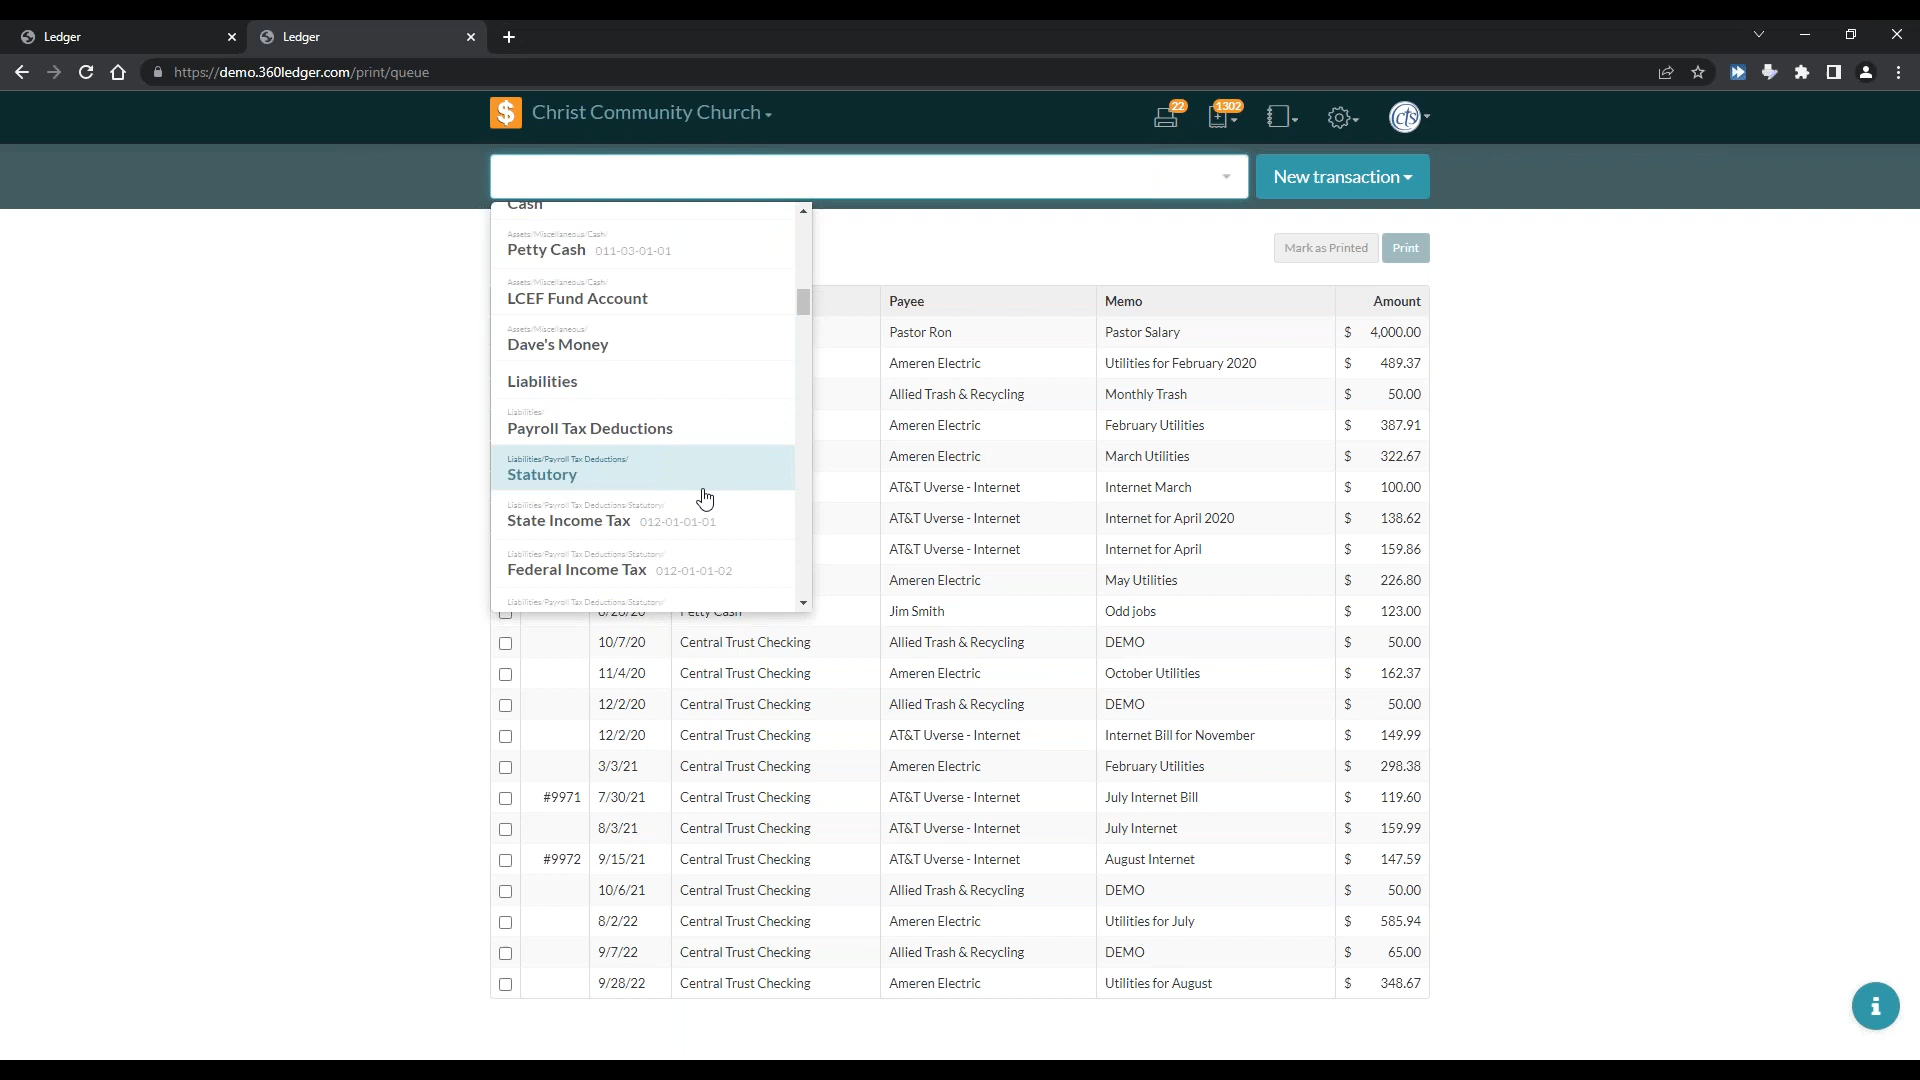 Ledger
Ledger
https://demo.360ledger.com/print/queue
$ Christ Community Church
22
1302
cts
New transaction
Cash
Assets/Miscellaneous/Cash/
Petty Cash 011-03-01-01
Assets/Miscellaneous/Cash/
LCEF Fund Account
Assets/Miscellaneous/
Dave's Money
Liabilities
Liabilities/
Payroll Tax Deductions
Liabilities/Payroll Tax Deductions/
Statutory
Liabilities/Payroll Tax Deductions/Statutory/
State Income Tax 012-01-01-01
Liabilities/Payroll Tax Deductions/Statutory/
Federal Income Tax 012-01-01-02
Liabilities/Payroll Tax Deductions/Statutory/
Mark as Printed Print
Payee Memo Amount
Pastor Ron Pastor Salary $ 4,000.00
Ameren Electric Utilities for February 2020 $ 489.37
Allied Trash & Recycling Monthly Trash $ 50.00
Ameren Electric February Utilities $ 387.91
Ameren Electric March Utilities $ 322.67
AT&T Uverse - Internet Internet March $ 100.00
AT&T Uverse - Internet Internet for April 2020 $ 138.62
AT&T Uverse - Internet Internet for April $ 159.86
Ameren Electric May Utilities $ 226.80
Petty Cash Jim Smith Odd jobs $ 123.00
10/7/20 Central Trust Checking Allied Trash & Recycling DEMO $ 50.00
11/4/20 Central Trust Checking Ameren Electric October Utilities $ 162.37
12/2/20 Central Trust Checking Allied Trash & Recycling DEMO $ 50.00
12/2/20 Central Trust Checking AT&T Uverse - Internet Internet Bill for November $ 149.99
3/3/21 Central Trust Checking Ameren Electric February Utilities $ 298.38
#9971 7/30/21 Central Trust Checking AT&T Uverse - Internet July Internet Bill $ 119.60
8/3/21 Central Trust Checking AT&T Uverse - Internet July Internet $ 159.99
#9972 9/15/21 Central Trust Checking AT&T Uverse - Internet August Internet $ 147.59
10/6/21 Central Trust Checking Allied Trash & Recycling DEMO $ 50.00
8/2/22 Central Trust Checking Ameren Electric Utilities for July $ 585.94
9/7/22 Central Trust Checking Allied Trash & Recycling DEMO $ 65.00
9/28/22 Central Trust Checking Ameren Electric Utilities for August $ 348.67